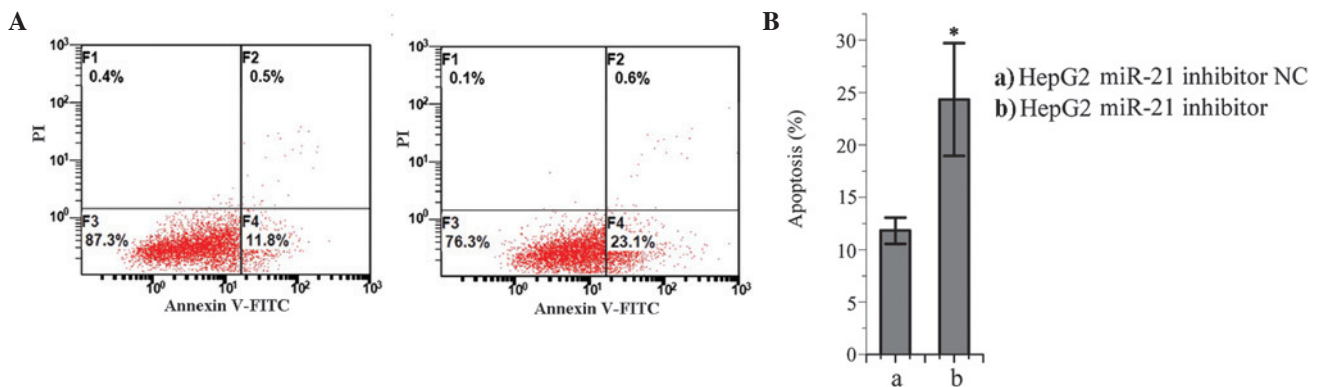 A
10³
10²
10¹
10⁰
PI
F1
0.4%
F2
0.5%
F3
87.3%
F4
11.8%
10⁰
10¹
10²
10³
Annexin V-FITC
10³
10²
10¹
10⁰
PI
F1
0.1%
F2
0.6%
F3
76.3%
F4
23.1%
10⁰
10¹
10²
10³
Annexin V-FITC
B
Apoptosis (%)
30
25
20
15
10
5
0
*
a
b
a) HepG2 miR-21 inhibitor NC
b) HepG2 miR-21 inhibitor